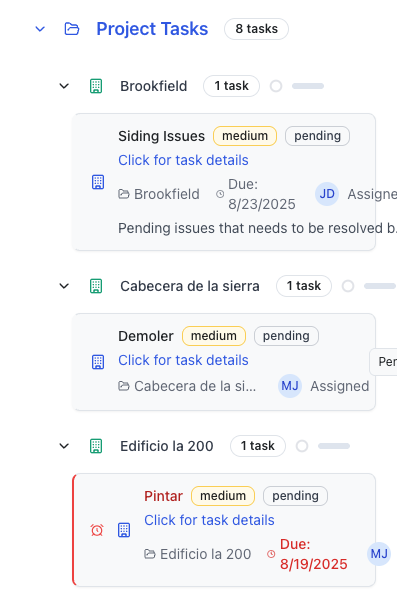 Project Tasks 8 tasks
Brookfield 1 task
Siding Issues medium pending
Click for task details
Brookfield Due: 8/23/2025 JD Assigne
Pending issues that needs to be resolved b.
Cabecera de la sierra 1 task
Demoler medium pending
Click for task details
Per
Cabecera de la si... MJ Assigned
Edificio la 200 1 task
Pintar medium pending
Click for task details
Edificio la 200 Due: 8/19/2025 MJ